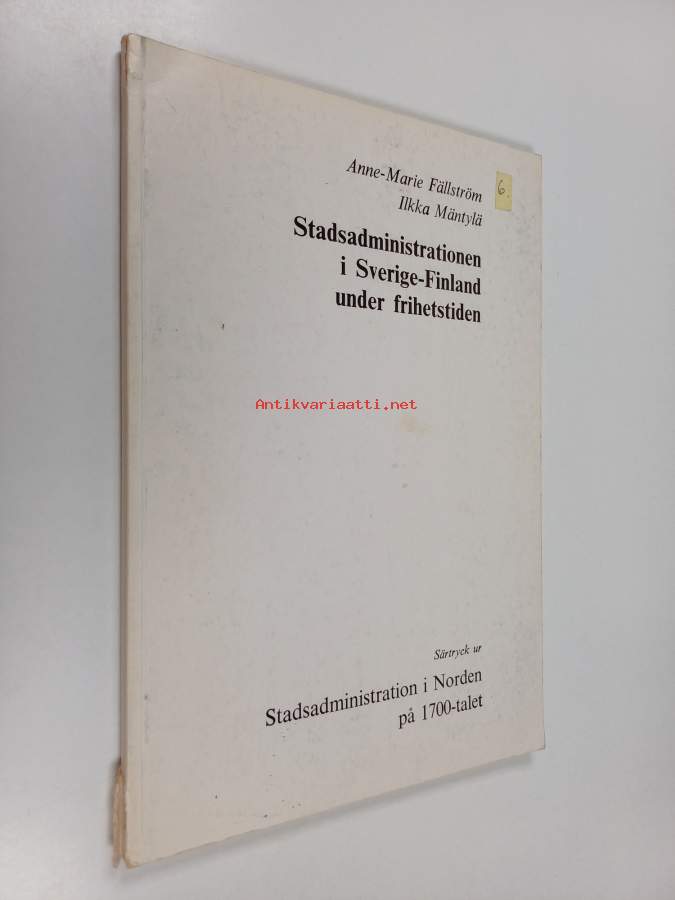 Anne-Marie Fällström
Ilkka Mäntylä
6.
Stadsadministrationen
i Sverige-Finland
under frihetstiden
Antikvariaatti.net
Särtryck ur
Stadsadministration i Norden
på 1700-talet